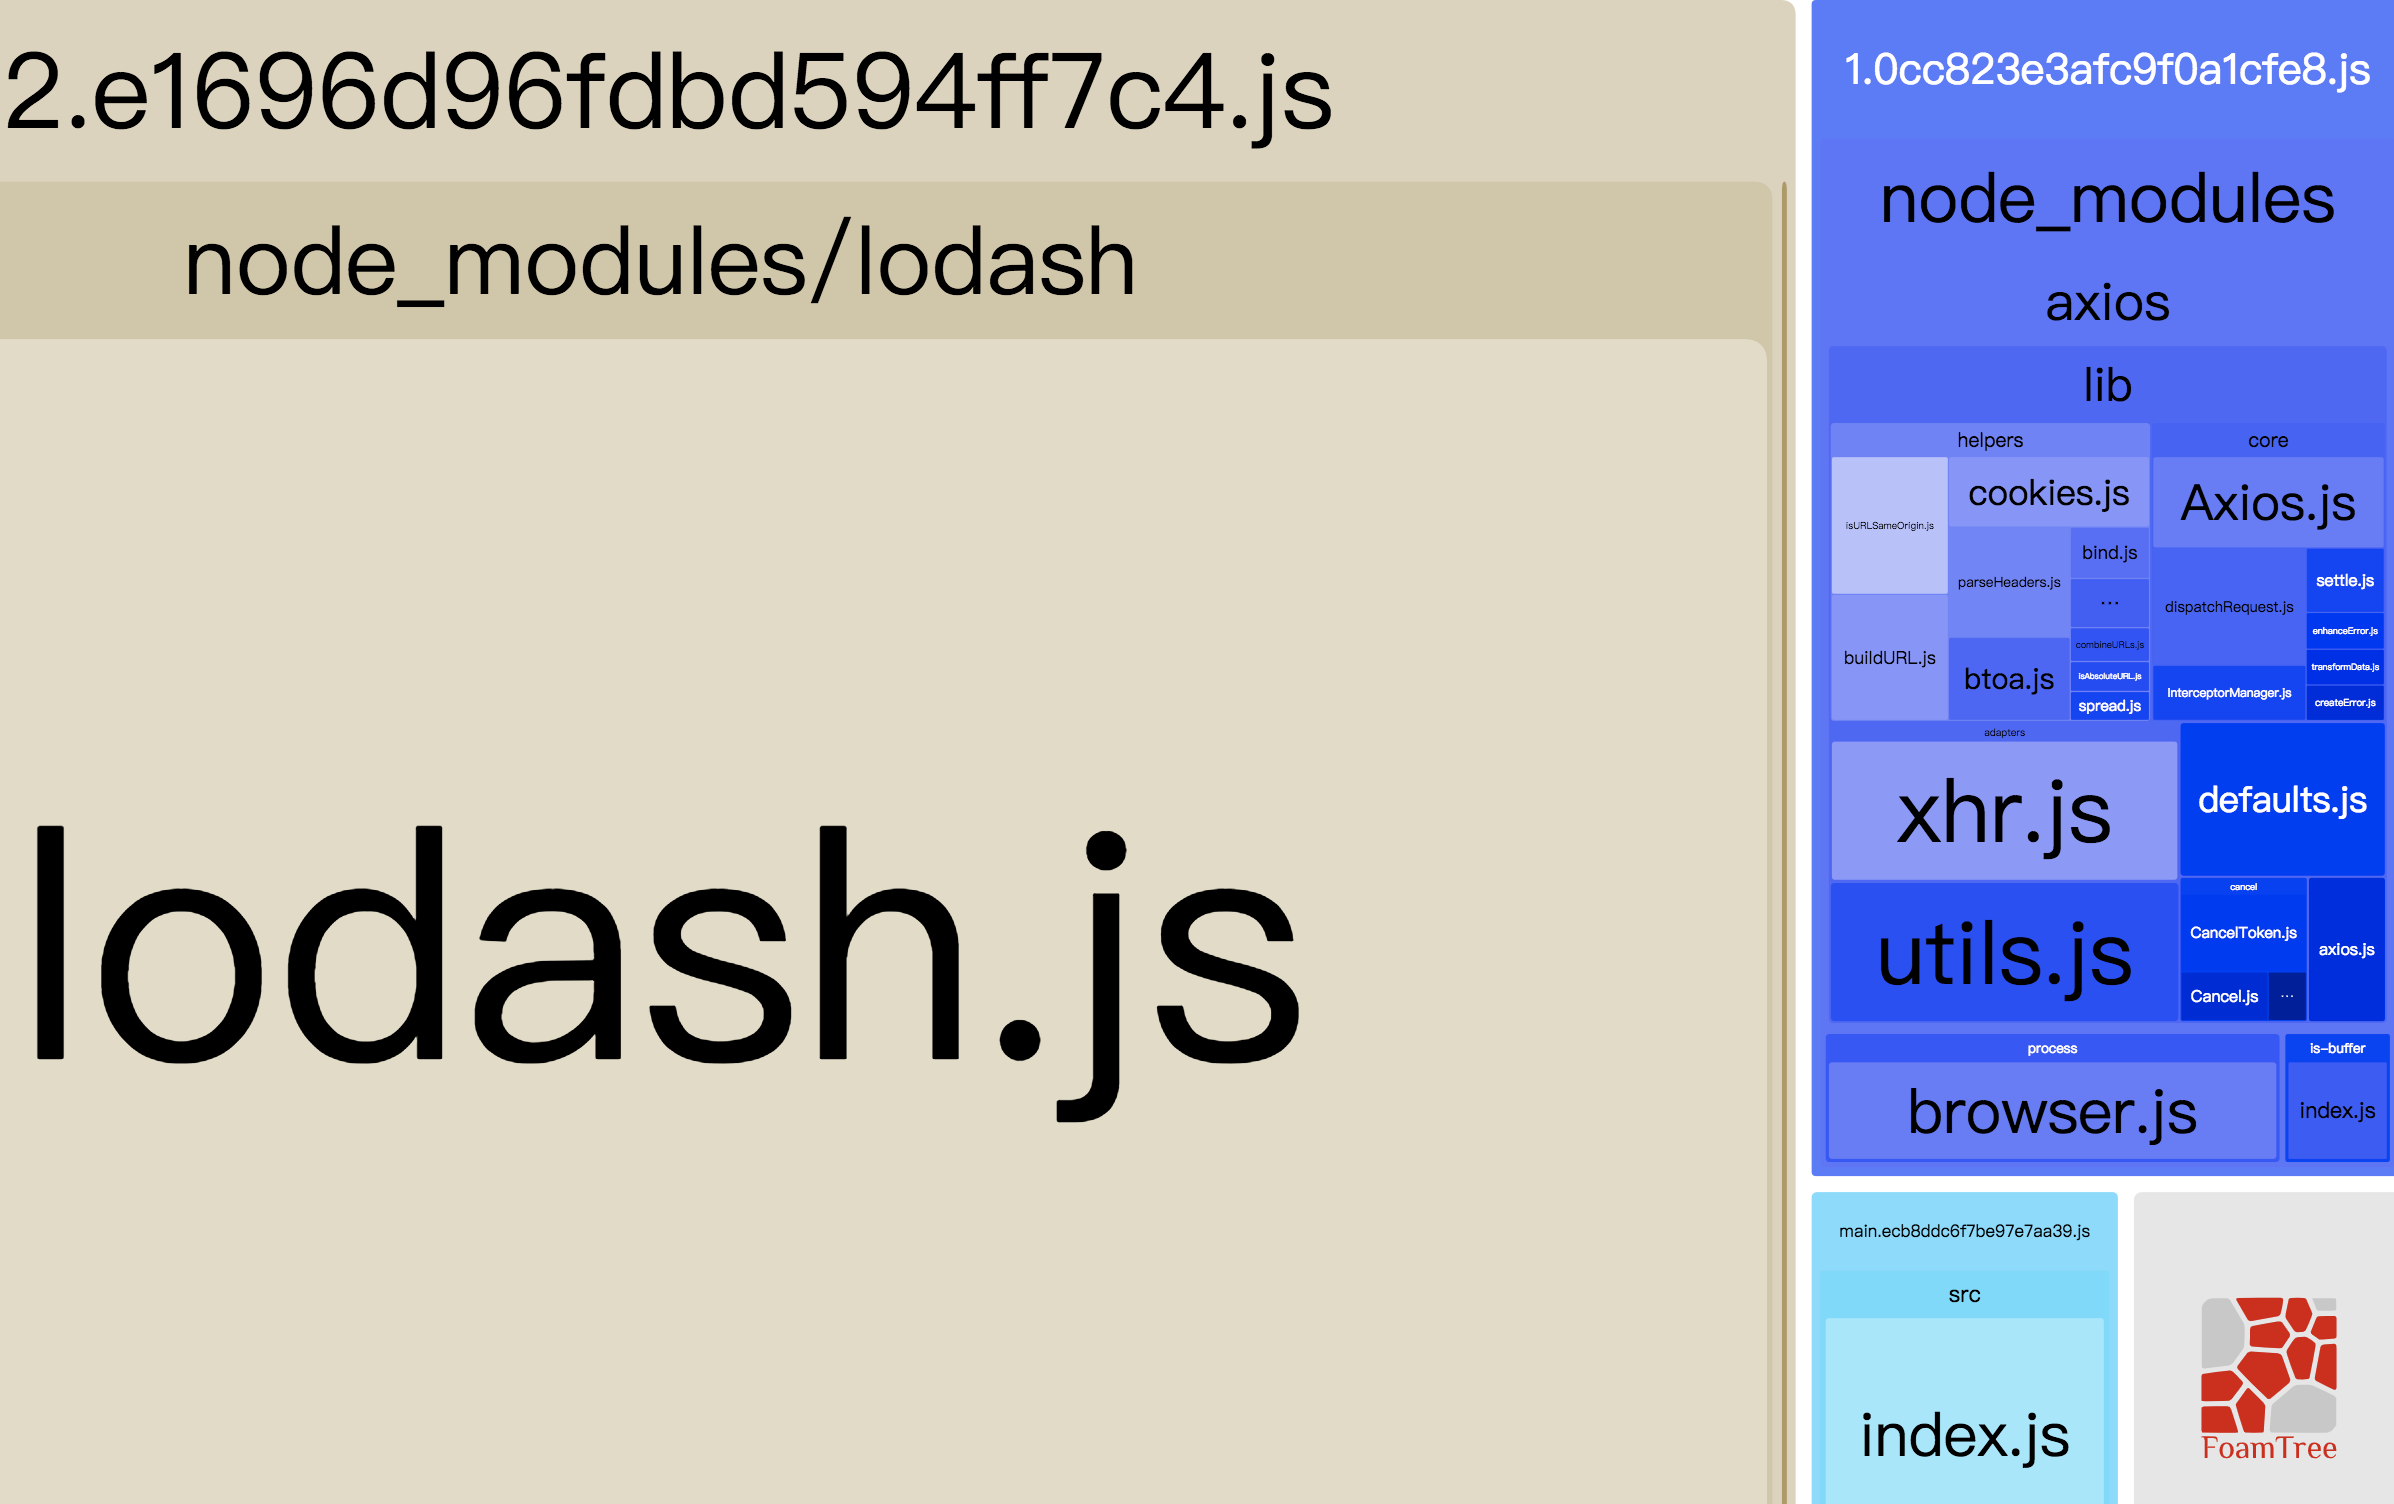 2.e1696d96fdbd594ff7c4.js
node_modules/lodash
lodash.js
1.0cc823e3afc9f0a1cfe8.js
node_modules
axios
lib
helpers
core
isURLSameOrigin.js
cookies.js
Axios.js
parseHeaders.js
bind.js
...
combineURLs.js
isAbsoluteURL.js
spread.js
buildURL.js
btoa.js
dispatchRequest.js
settle.js
enhanceError.js
transformData.js
createError.js
InterceptorManager.js
adapters
xhr.js
defaults.js
utils.js
cancel
CancelToken.js
Cancel.js
...
axios.js
process
browser.js
is-buffer
index.js
main.ecb8ddc6f7be97e7aa39.js
src
index.js
FoamTree